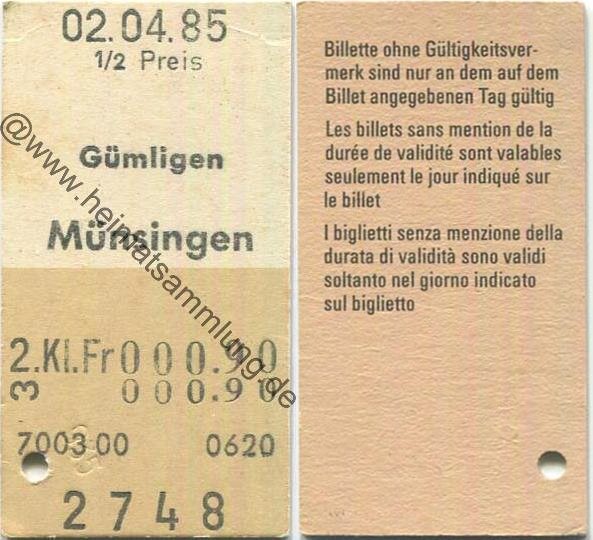 02.04.85
1/2 Preis
Gümligen
Münsingen
2.Kl.Fr 000.90
3 000.90
7003 00 0620
2748
@www.heimatsammlung.de
Billette ohne Gültigkeitsver-
merk sind nur an dem auf dem
Billet angegebenen Tag gültig
Les billets sans mention de la
durée de validité sont valables
seulement le jour indiqué sur
le billet
I biglietti senza menzione della
durata di validità sono validi
soltanto nel giorno indicato
sul biglietto